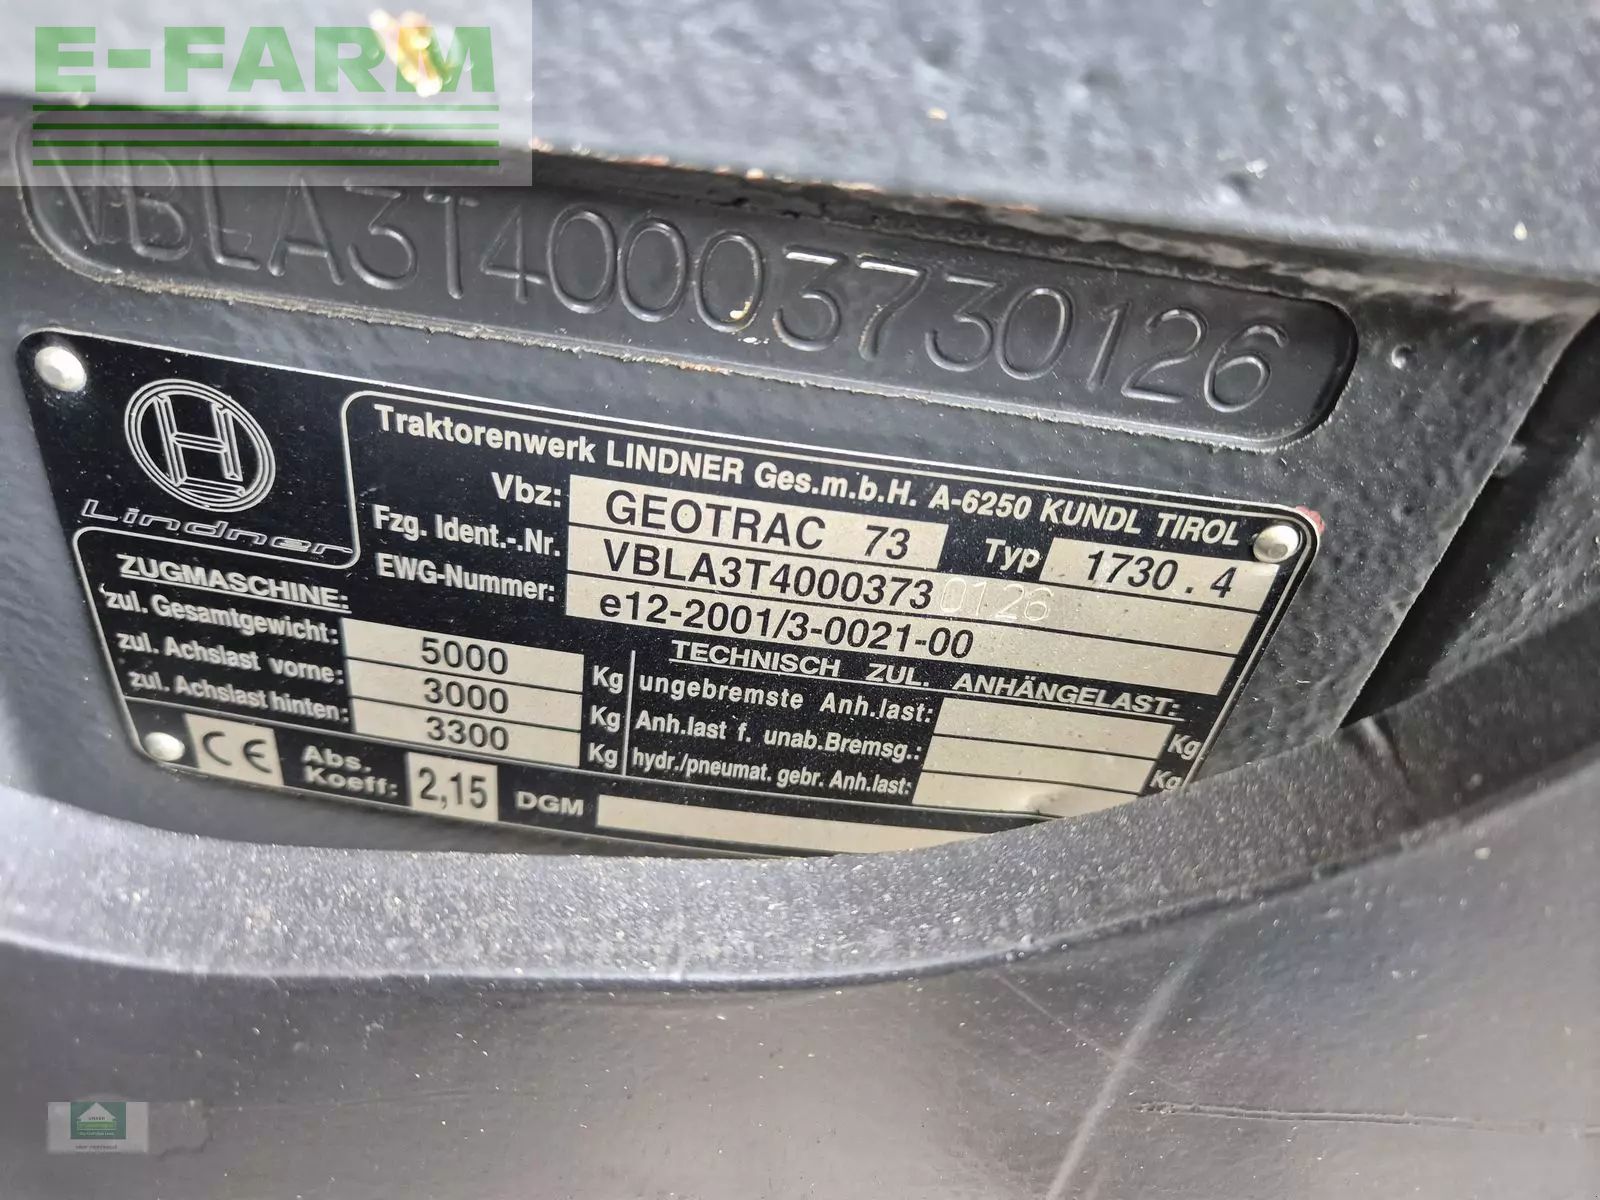 E-FARM
VBLA3T40003730126
Lindner
Traktorenwerk LINDNER Ges.m.b.H. A-6250 KUNDL TIROL
Vbz: GEOTRAC 73 Typ 1730.4
Fzg. Ident.-.Nr. VBLA3T4000373 0126
EWG-Nummer: e12-2001/3-0021-00
ZUGMASCHINE:
zul. Gesamtgewicht: 5000 Kg
zul. Achslast vorne: 3000 Kg
zul. Achslast hinten: 3300 Kg
TECHNISCH ZUL. ANHÄNGELAST:
ungebremste Anh.last: Kg
Anh.last f. unab.Bremsg.: Kg
hydr./pneumat. gebr. Anh.last:
CE Abs. Koeff: 2,15 DGM